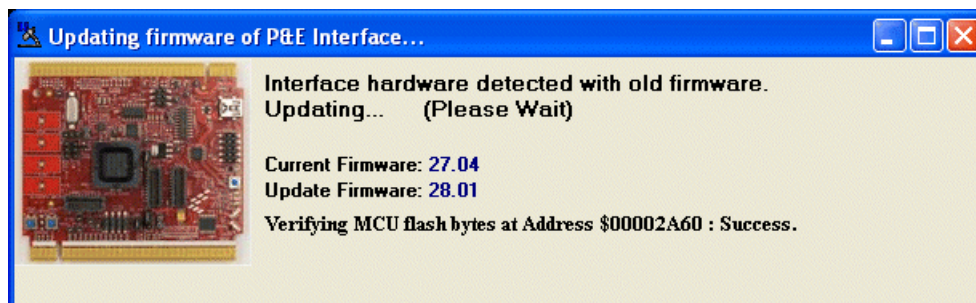 Updating firmware of P&E Interface...
Interface hardware detected with old firmware.
Updating... (Please Wait)
Current Firmware: 27.04
Update Firmware: 28.01
Verifying MCU flash bytes at Address $00002A60 : Success.